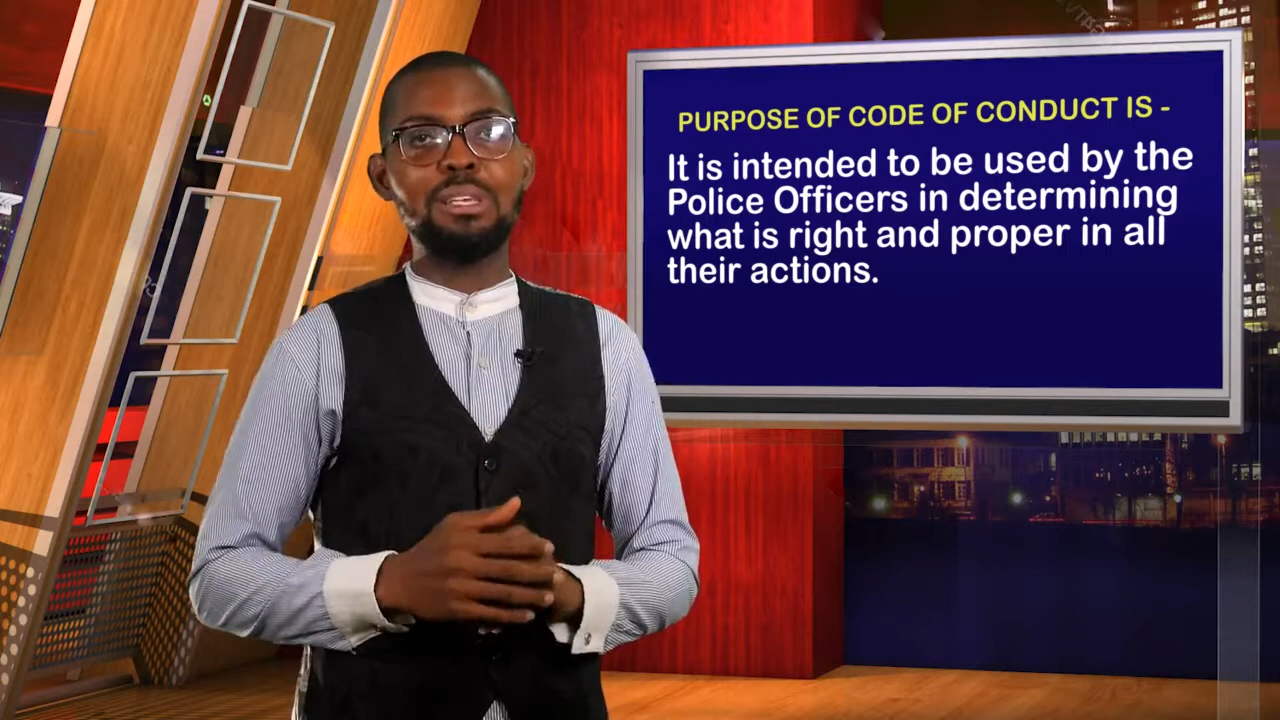 PURPOSE OF CODE OF CONDUCT IS -
It is intended to be used by the
Police Officers in determining
what is right and proper in all
their actions.